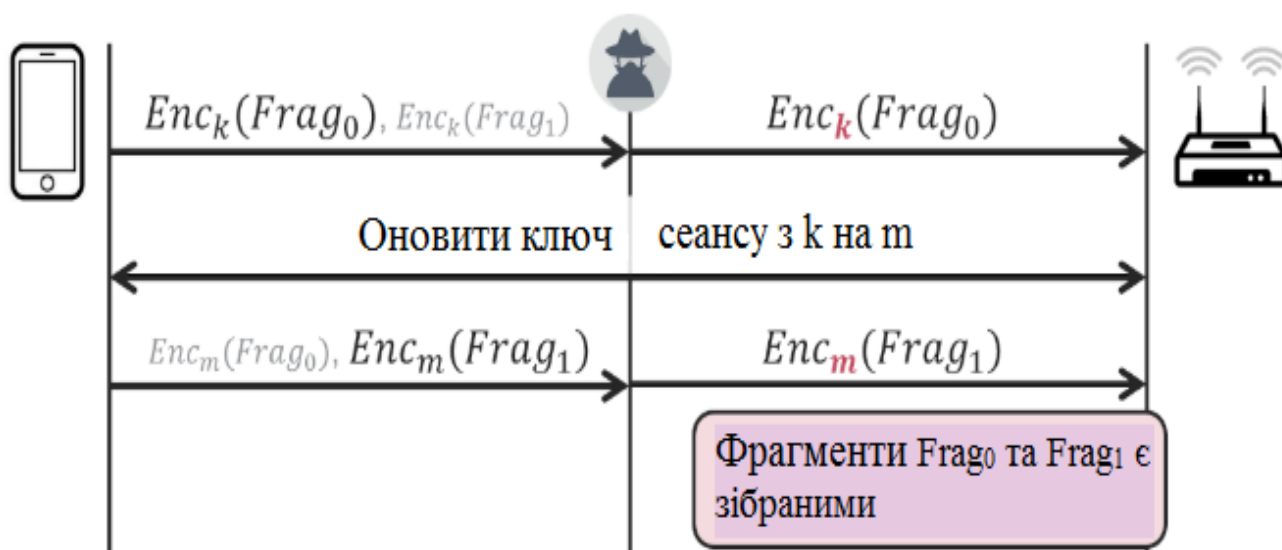 Enc_k(Frag_0), Enc_k(Frag_1) Enc_k(Frag_0)
Оновити ключ сеансу з k на m
Enc_m(Frag_0), Enc_m(Frag_1) Enc_m(Frag_1)
Фрагменти Frag₀ та Frag₁ є
зібраними